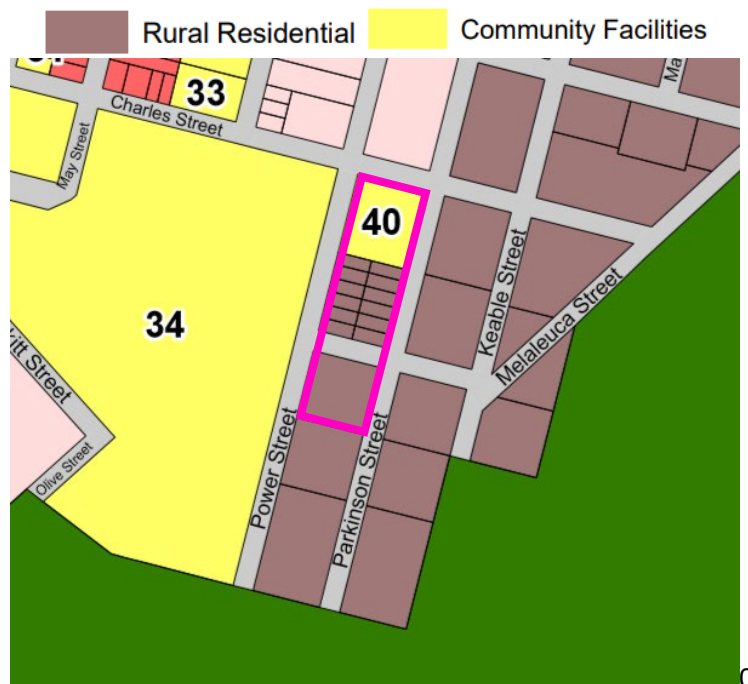 Rural Residential Community Facilities
33
Charles Street
May Street
40
34
Keable Street
Melaleuca Street
Olive Street
Power Street
Parkinson Street